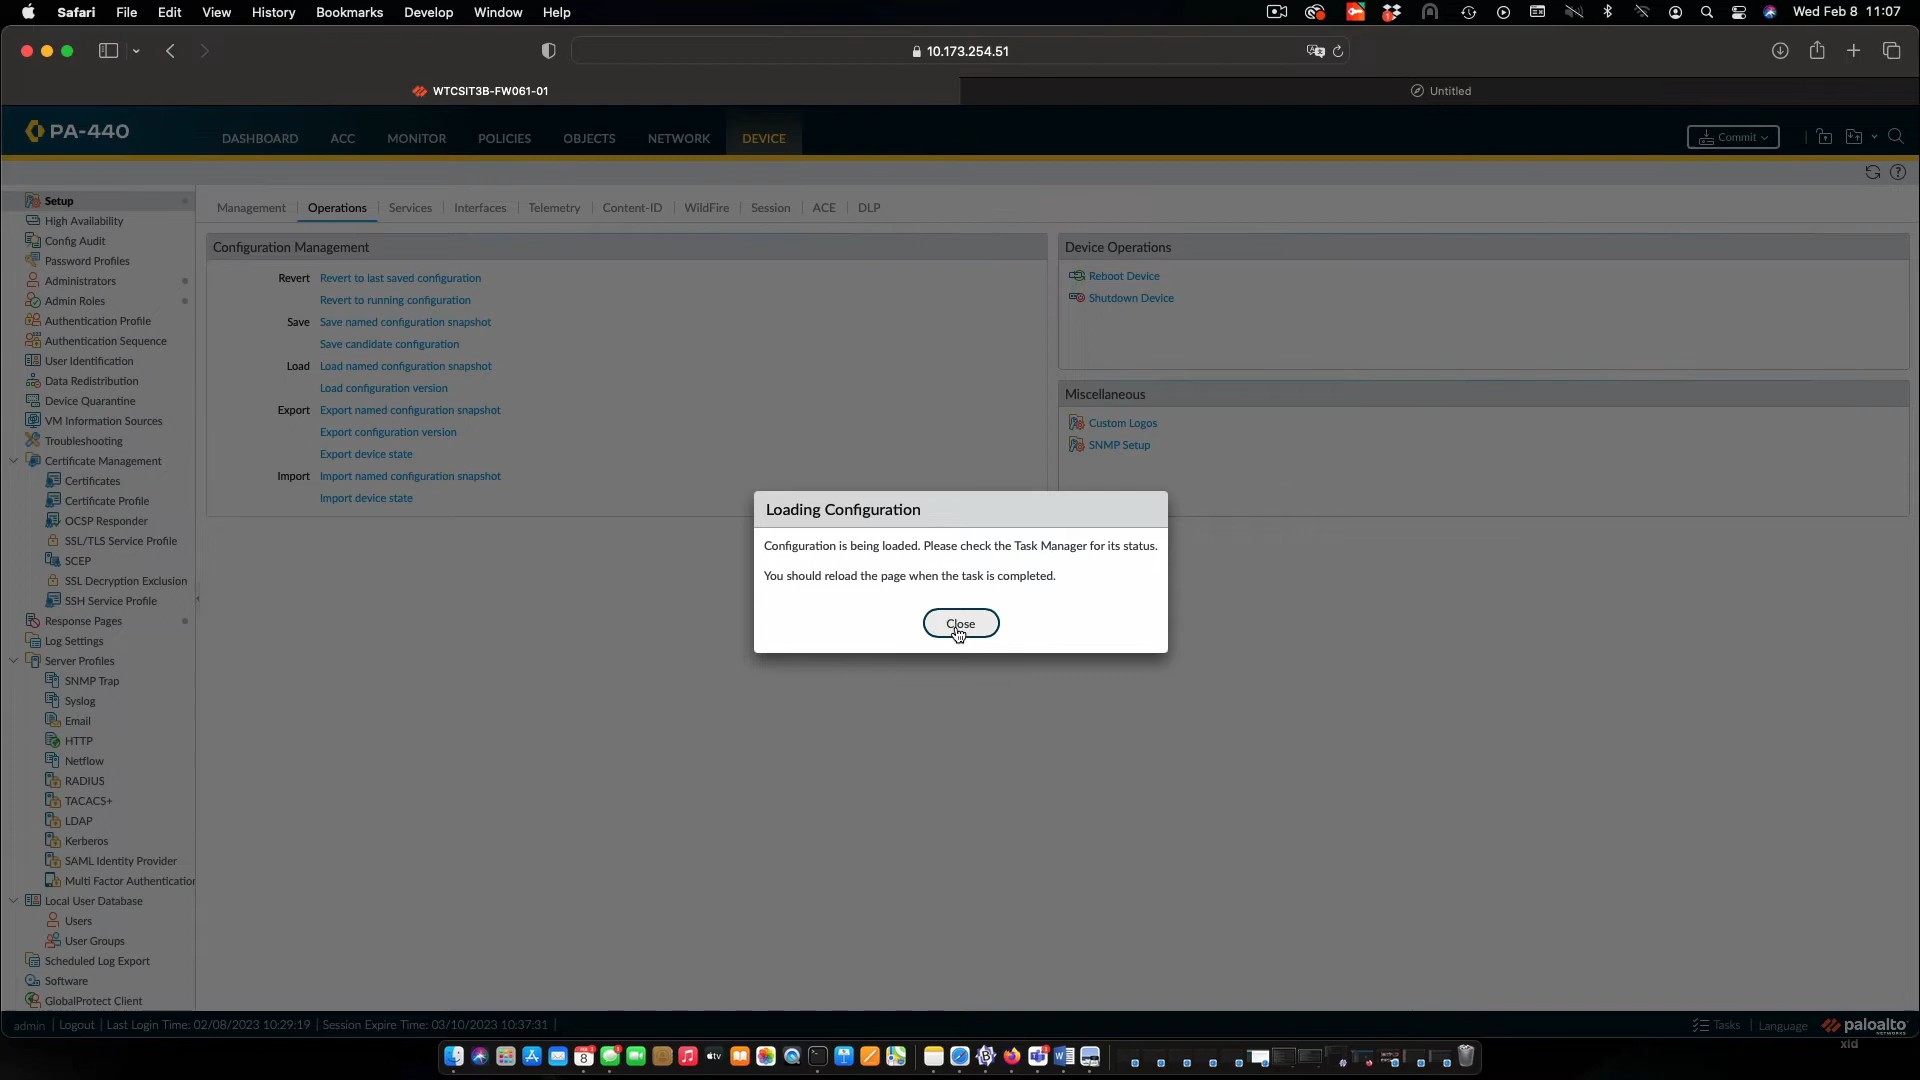 Safari File Edit View History Bookmarks Develop Window Help Wed Feb 8 11:07
10.173.254.51
WTCSIT3B-FW061-01
Untitled
PA-440
DASHBOARD ACC MONITOR POLICIES OBJECTS NETWORK DEVICE
Commit
Setup
High Availability
Config Audit
Password Profiles
Administrators
Admin Roles
Authentication Profile
Authentication Sequence
User Identification
Data Redistribution
Device Quarantine
VM Information Sources
Troubleshooting
Certificate Management
Certificates
Certificate Profile
OCSP Responder
SSL/TLS Service Profile
SCEP
SSL Decryption Exclusion
SSH Service Profile
Response Pages
Log Settings
Server Profiles
SNMP Trap
Syslog
Email
HTTP
Netflow
RADIUS
TACACS+
LDAP
Kerberos
SAML Identity Provider
Multi Factor Authentication
Local User Database
Users
User Groups
Scheduled Log Export
Software
GlobalProtect Client
Management Operations Services Interfaces Telemetry Content-ID WildFire Session ACE DLP
Configuration Management
Revert Revert to last saved configuration
Revert to running configuration
Save Save named configuration snapshot
Save candidate configuration
Load Load named configuration snapshot
Load configuration version
Export Export named configuration snapshot
Export configuration version
Export device state
Import Import named configuration snapshot
Import device state
Device Operations
Reboot Device
Shutdown Device
Miscellaneous
Custom Logos
SNMP Setup
Loading Configuration
Configuration is being loaded. Please check the Task Manager for its status.
You should reload the page when the task is completed.
Close
admin | Logout | Last Login Time: 02/08/2023 10:29:19 | Session Expire Time: 03/10/2023 10:37:31 |
Tasks | Language paloalto
NETWORKS
xld